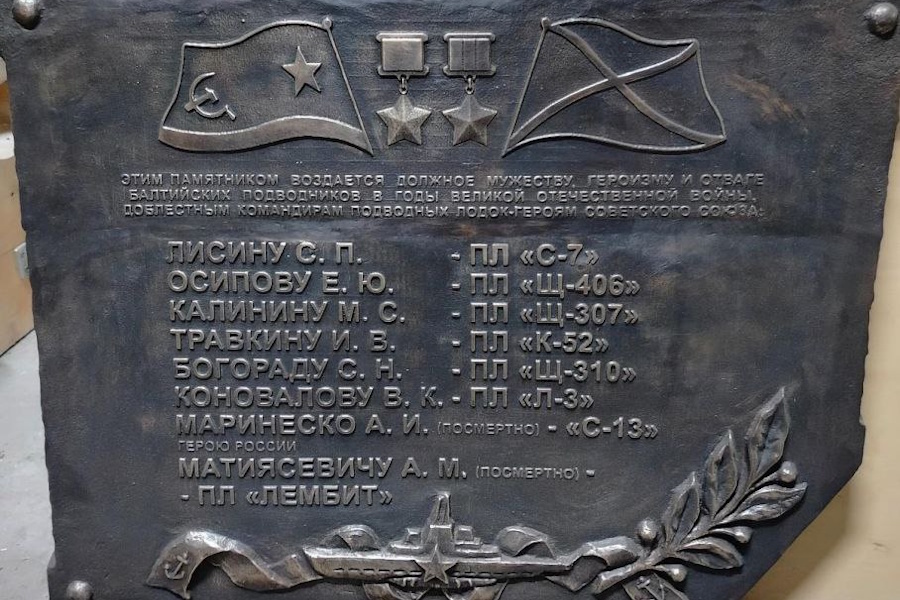 ЭТИМ ПАМЯТНИКОМ ВОЗДАЕТСЯ ДОЛЖНОЕ МУЖЕСТВУ, ГЕРОИЗМУ И ОТВАГЕ
БАЛТИЙСКИХ ПОДВОДНИКОВ В ГОДЫ ВЕЛИКОЙ ОТЕЧЕСТВЕННОЙ ВОЙНЫ,
ДОБЛЕСТНЫМ КОМАНДИРАМ ПОДВОДНЫХ ЛОДОК-ГЕРОЯМ СОВЕТСКОГО СОЮЗА:
ЛИСИНУ С. П. - ПЛ «С-7»
ОСИПОВУ Е. Ю. - ПЛ «Щ-406»
КАЛИНИНУ М. С. - ПЛ «Щ-307»
ТРАВКИНУ И. В. - ПЛ «К-52»
БОГОРАДУ С. Н. - ПЛ «Щ-310»
КОНОВАЛОВУ В. К. - ПЛ «Л-3»
МАРИНЕСКО А. И. (ПОСМЕРТНО) - «С-13»
ГЕРОЮ РОССИИ
МАТИЯСЕВИЧУ А. М. (ПОСМЕРТНО) -
- ПЛ «ЛЕМБИТ»